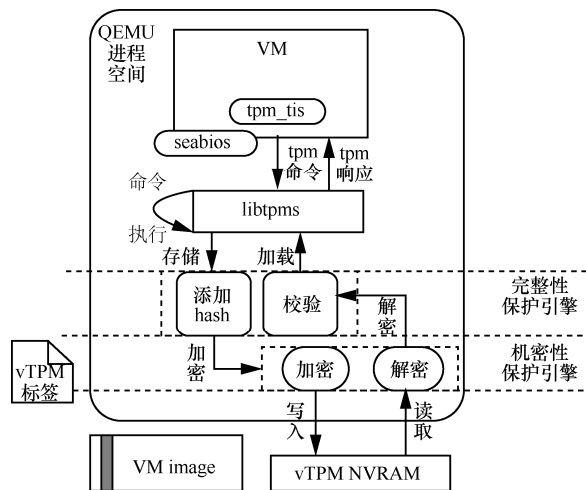 QEMU
进程
空间
VM
tpm_tis
seabios
tpm
命令
tpm
响应
命令
libtpms
执行
存储
加载
添加
hash
校验
解
密
完整性
保护引擎
加
密
加密
解密
机密性
保护引擎
vTPM
标签
写
入
读
取
VM image
vTPM NVRAM